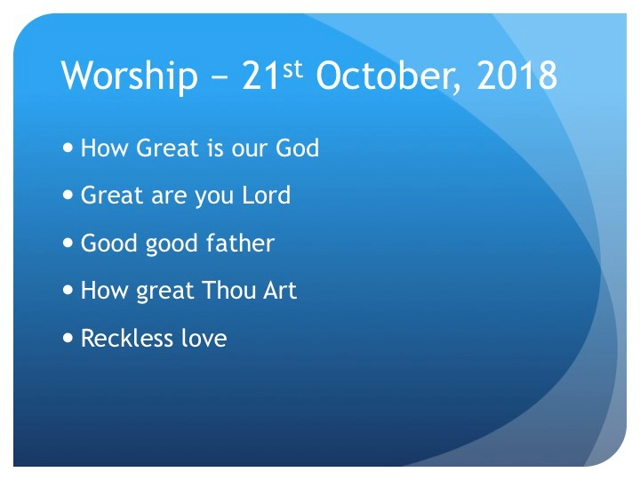 Worship – 21st October, 2018
• How Great is our God
• Great are you Lord
• Good good father
• How great Thou Art
• Reckless love